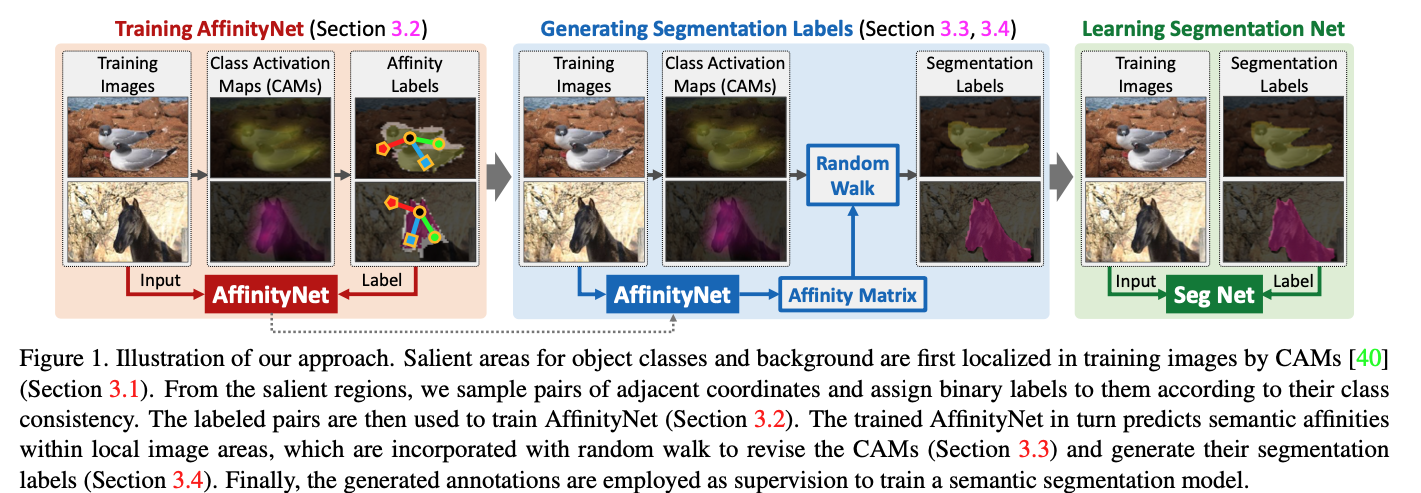 Training AffinityNet (Section 3.2)
Training Images
Class Activation Maps (CAMs)
Affinity Labels
Input
Label
AffinityNet
Generating Segmentation Labels (Section 3.3, 3.4)
Training Images
Class Activation Maps (CAMs)
Random Walk
Segmentation Labels
AffinityNet
Affinity Matrix
Learning Segmentation Net
Training Images
Segmentation Labels
Input
Label
Seg Net
Figure 1. Illustration of our approach. Salient areas for object classes and background are first localized in training images by CAMs [40]
(Section 3.1). From the salient regions, we sample pairs of adjacent coordinates and assign binary labels to them according to their class
consistency. The labeled pairs are then used to train AffinityNet (Section 3.2). The trained AffinityNet in turn predicts semantic affinities
within local image areas, which are incorporated with random walk to revise the CAMs (Section 3.3) and generate their segmentation
labels (Section 3.4). Finally, the generated annotations are employed as supervision to train a semantic segmentation model.